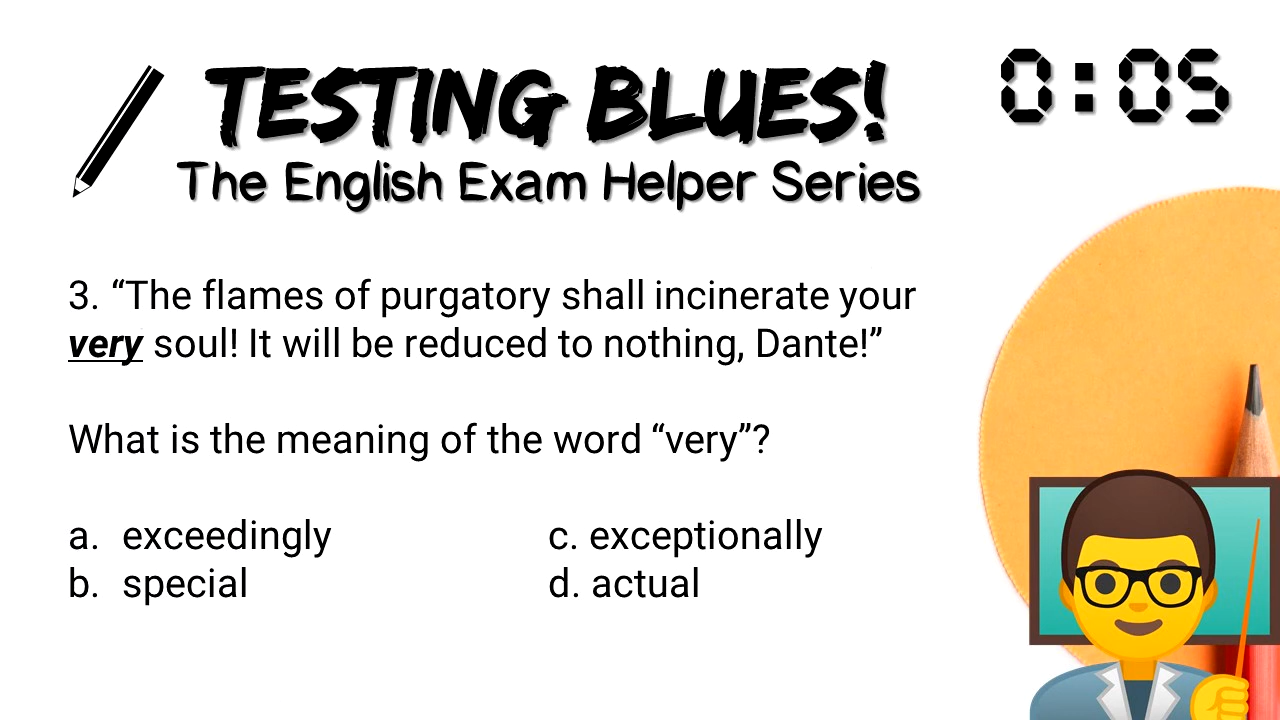 TESTING BLUES!
0:05
The English Exam Helper Series
3. “The flames of purgatory shall incinerate your
very soul! It will be reduced to nothing, Dante!”
What is the meaning of the word “very”?
a. exceedingly c. exceptionally
b. special d. actual